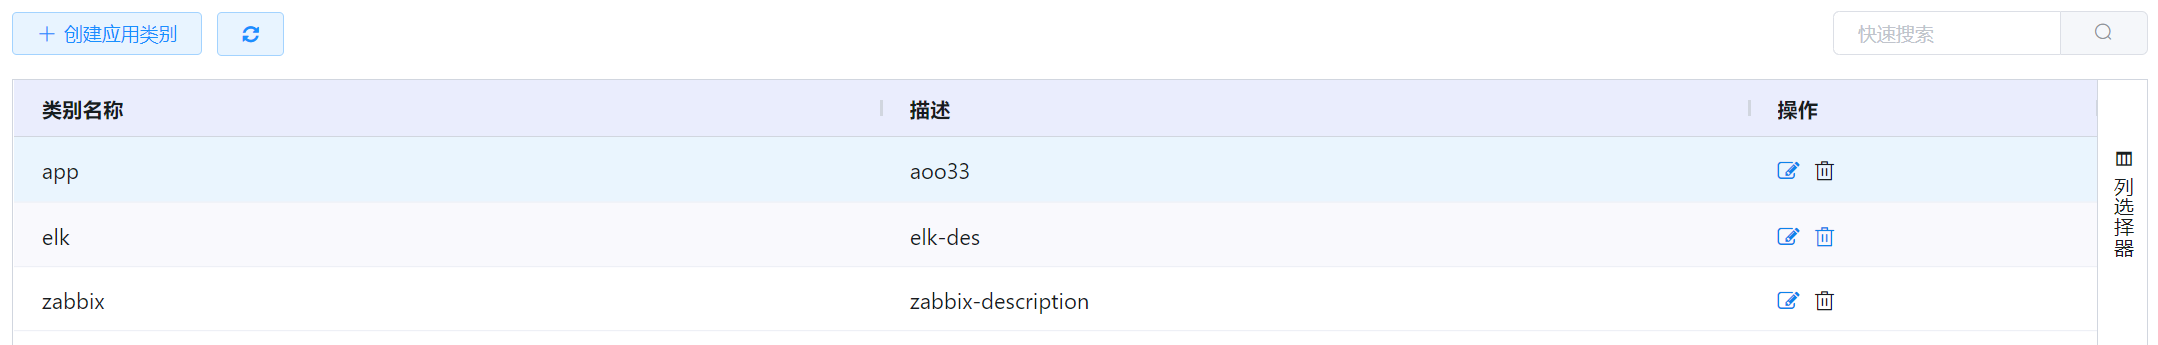 创建应用类别
快速搜索
类别名称 描述 操作
app aoo33
elk elk-des
zabbix zabbix-description
列选择器